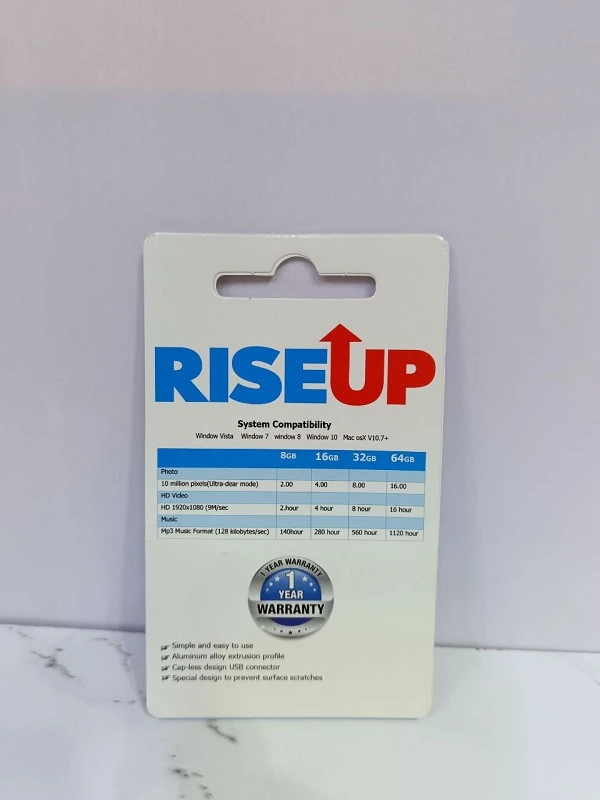 RISEUP
System Compatibility
Window Vista Window 7 window 8 Window 10 Mac osX V10.7+
8GB 16GB 32GB 64GB
Photo
10 million pixels(Ultra-dear mode) 2.00 4.00 8.00 16.00
HD Video
HD 1920x1080 (9M/sec 2.hour 4 hour 8 hour 16 hour
Music
Mp3 Music Format (128 kilobytes/sec) 140hour 280 hour 560 hour 1120 hour
1 YEAR WARRANTY
1
YEAR
WARRANTY
Simple and easy to use
Aluminum alloy extrusion profile
Cap-less design USB connector
Special design to prevent surface scratches